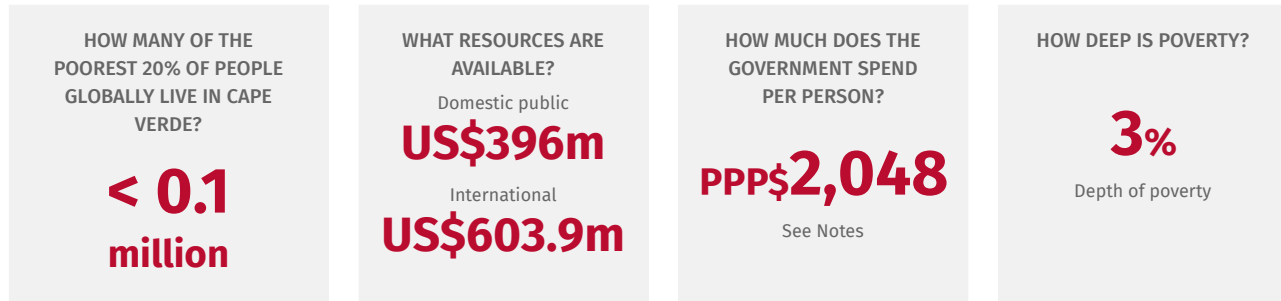 HOW MANY OF THE
POOREST 20% OF PEOPLE
GLOBALLY LIVE IN CAPE
VERDE?
< 0.1
million
WHAT RESOURCES ARE
AVAILABLE?
Domestic public
US$396m
International
US$603.9m
HOW MUCH DOES THE
GOVERNMENT SPEND
PER PERSON?
PPP$2,048
See Notes
HOW DEEP IS POVERTY?
3%
Depth of poverty